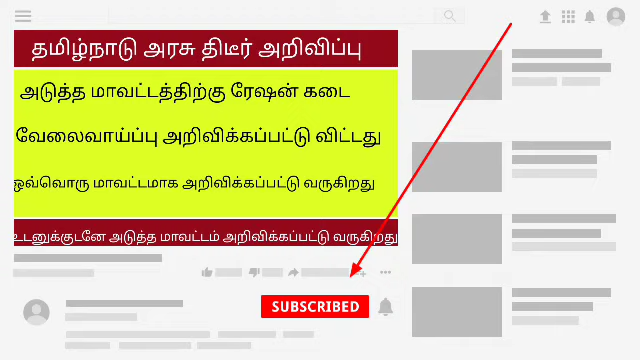 தமிழ்நாடு அரசு திடீர் அறிவிப்பு
அடுத்த மாவட்டத்திற்கு ரேஷன் கடை
வேலைவாய்ப்பு அறிவிக்கப்பட்டு விட்டது
ஒவ்வொரு மாவட்டமாக அறிவிக்கப்பட்டு வருகிறது
உடனுக்குடனே அடுத்த மாவட்டம் அறிவிக்கப்பட்டு வருகிறது
SUBSCRIBED